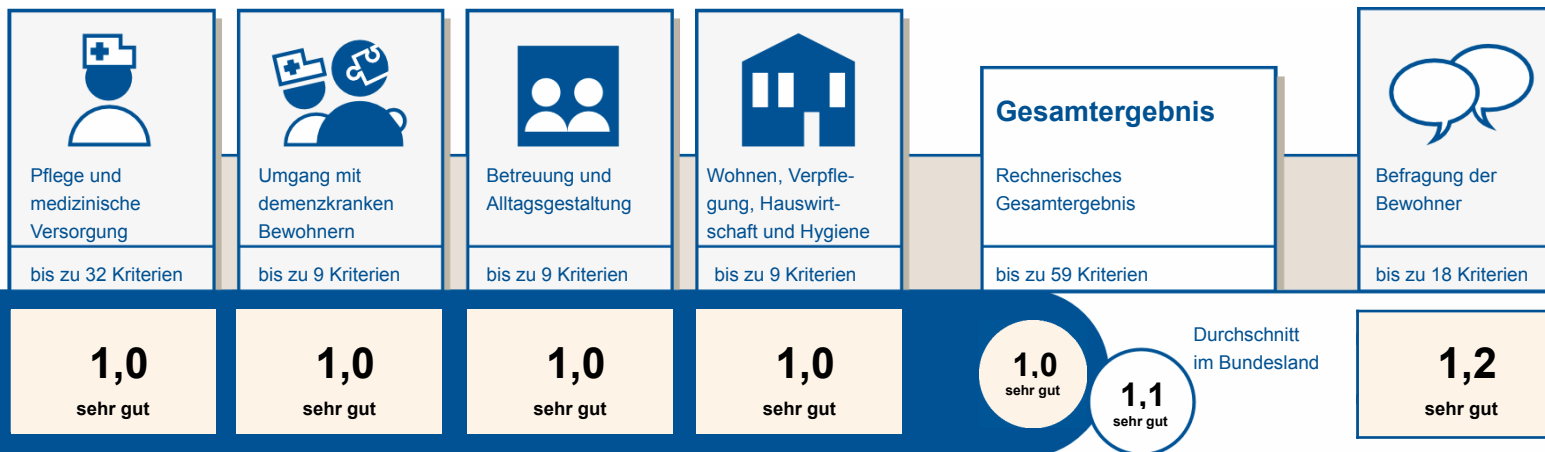 Pflege und
medizinische
Versorgung
bis zu 32 Kriterien
1,0
sehr gut
Umgang mit
demenzkranken
Bewohnern
bis zu 9 Kriterien
1,0
sehr gut
Betreuung und
Alltagsgestaltung
bis zu 9 Kriterien
1,0
sehr gut
Wohnen, Verpfle-
gung, Hauswirt-
schaft und Hygiene
bis zu 9 Kriterien
1,0
sehr gut
Gesamtergebnis
Rechnerisches
Gesamtergebnis
bis zu 59 Kriterien
1,0
sehr gut
1,1
sehr gut
Durchschnitt
im Bundesland
Befragung der
Bewohner
bis zu 18 Kriterien
1,2
sehr gut